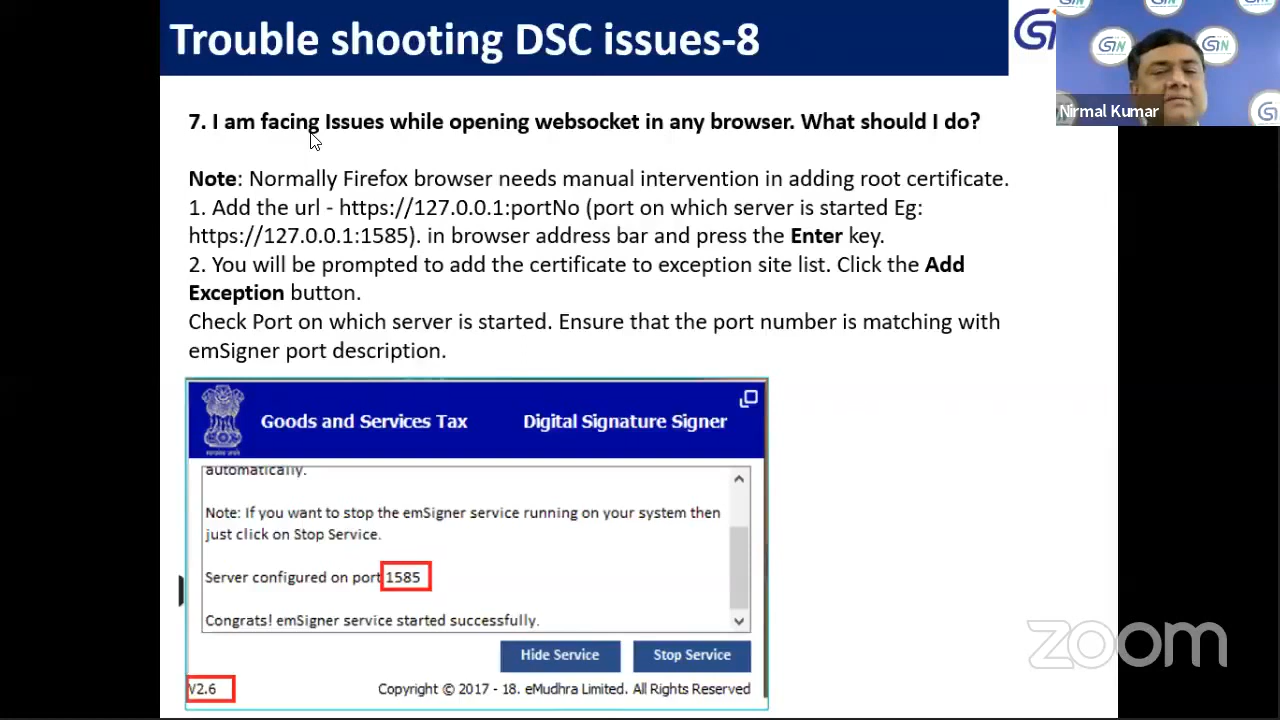 Trouble shooting DSC issues-8
GSTN
GSTN
GSTN
Nirmal Kumar
7. I am facing Issues while opening websocket in any browser. What should I do?
Note: Normally Firefox browser needs manual intervention in adding root certificate.
1. Add the url - https://127.0.0.1:portNo (port on which server is started Eg:
https://127.0.0.1:1585). in browser address bar and press the Enter key.
2. You will be prompted to add the certificate to exception site list. Click the Add
Exception button.
Check Port on which server is started. Ensure that the port number is matching with
emSigner port description.
Goods and Services Tax Digital Signature Signer
automatically.
Note: If you want to stop the emSigner service running on your system then
just click on Stop Service.
Server configured on port 1585
Congrats! emSigner service started successfully.
Hide Service Stop Service
V2.6 Copyright © 2017 - 18. eMudhra Limited. All Rights Reserved
zoom